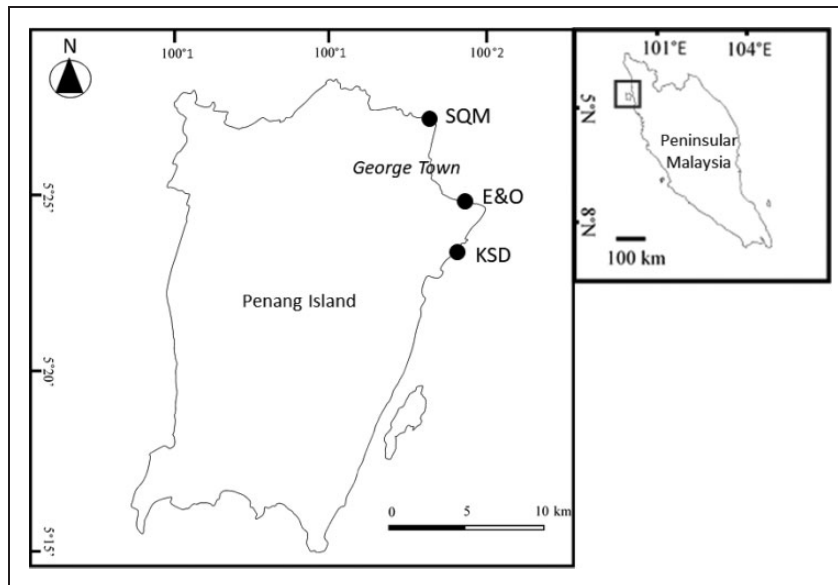 N
100°1
100°1
100°2
SQM
George Town
E&O
KSD
Penang Island
5°25'
5°20'
5°15'
0 5 10 km
101°E 104°E
5°N
8°N
Peninsular
Malaysia
100 km